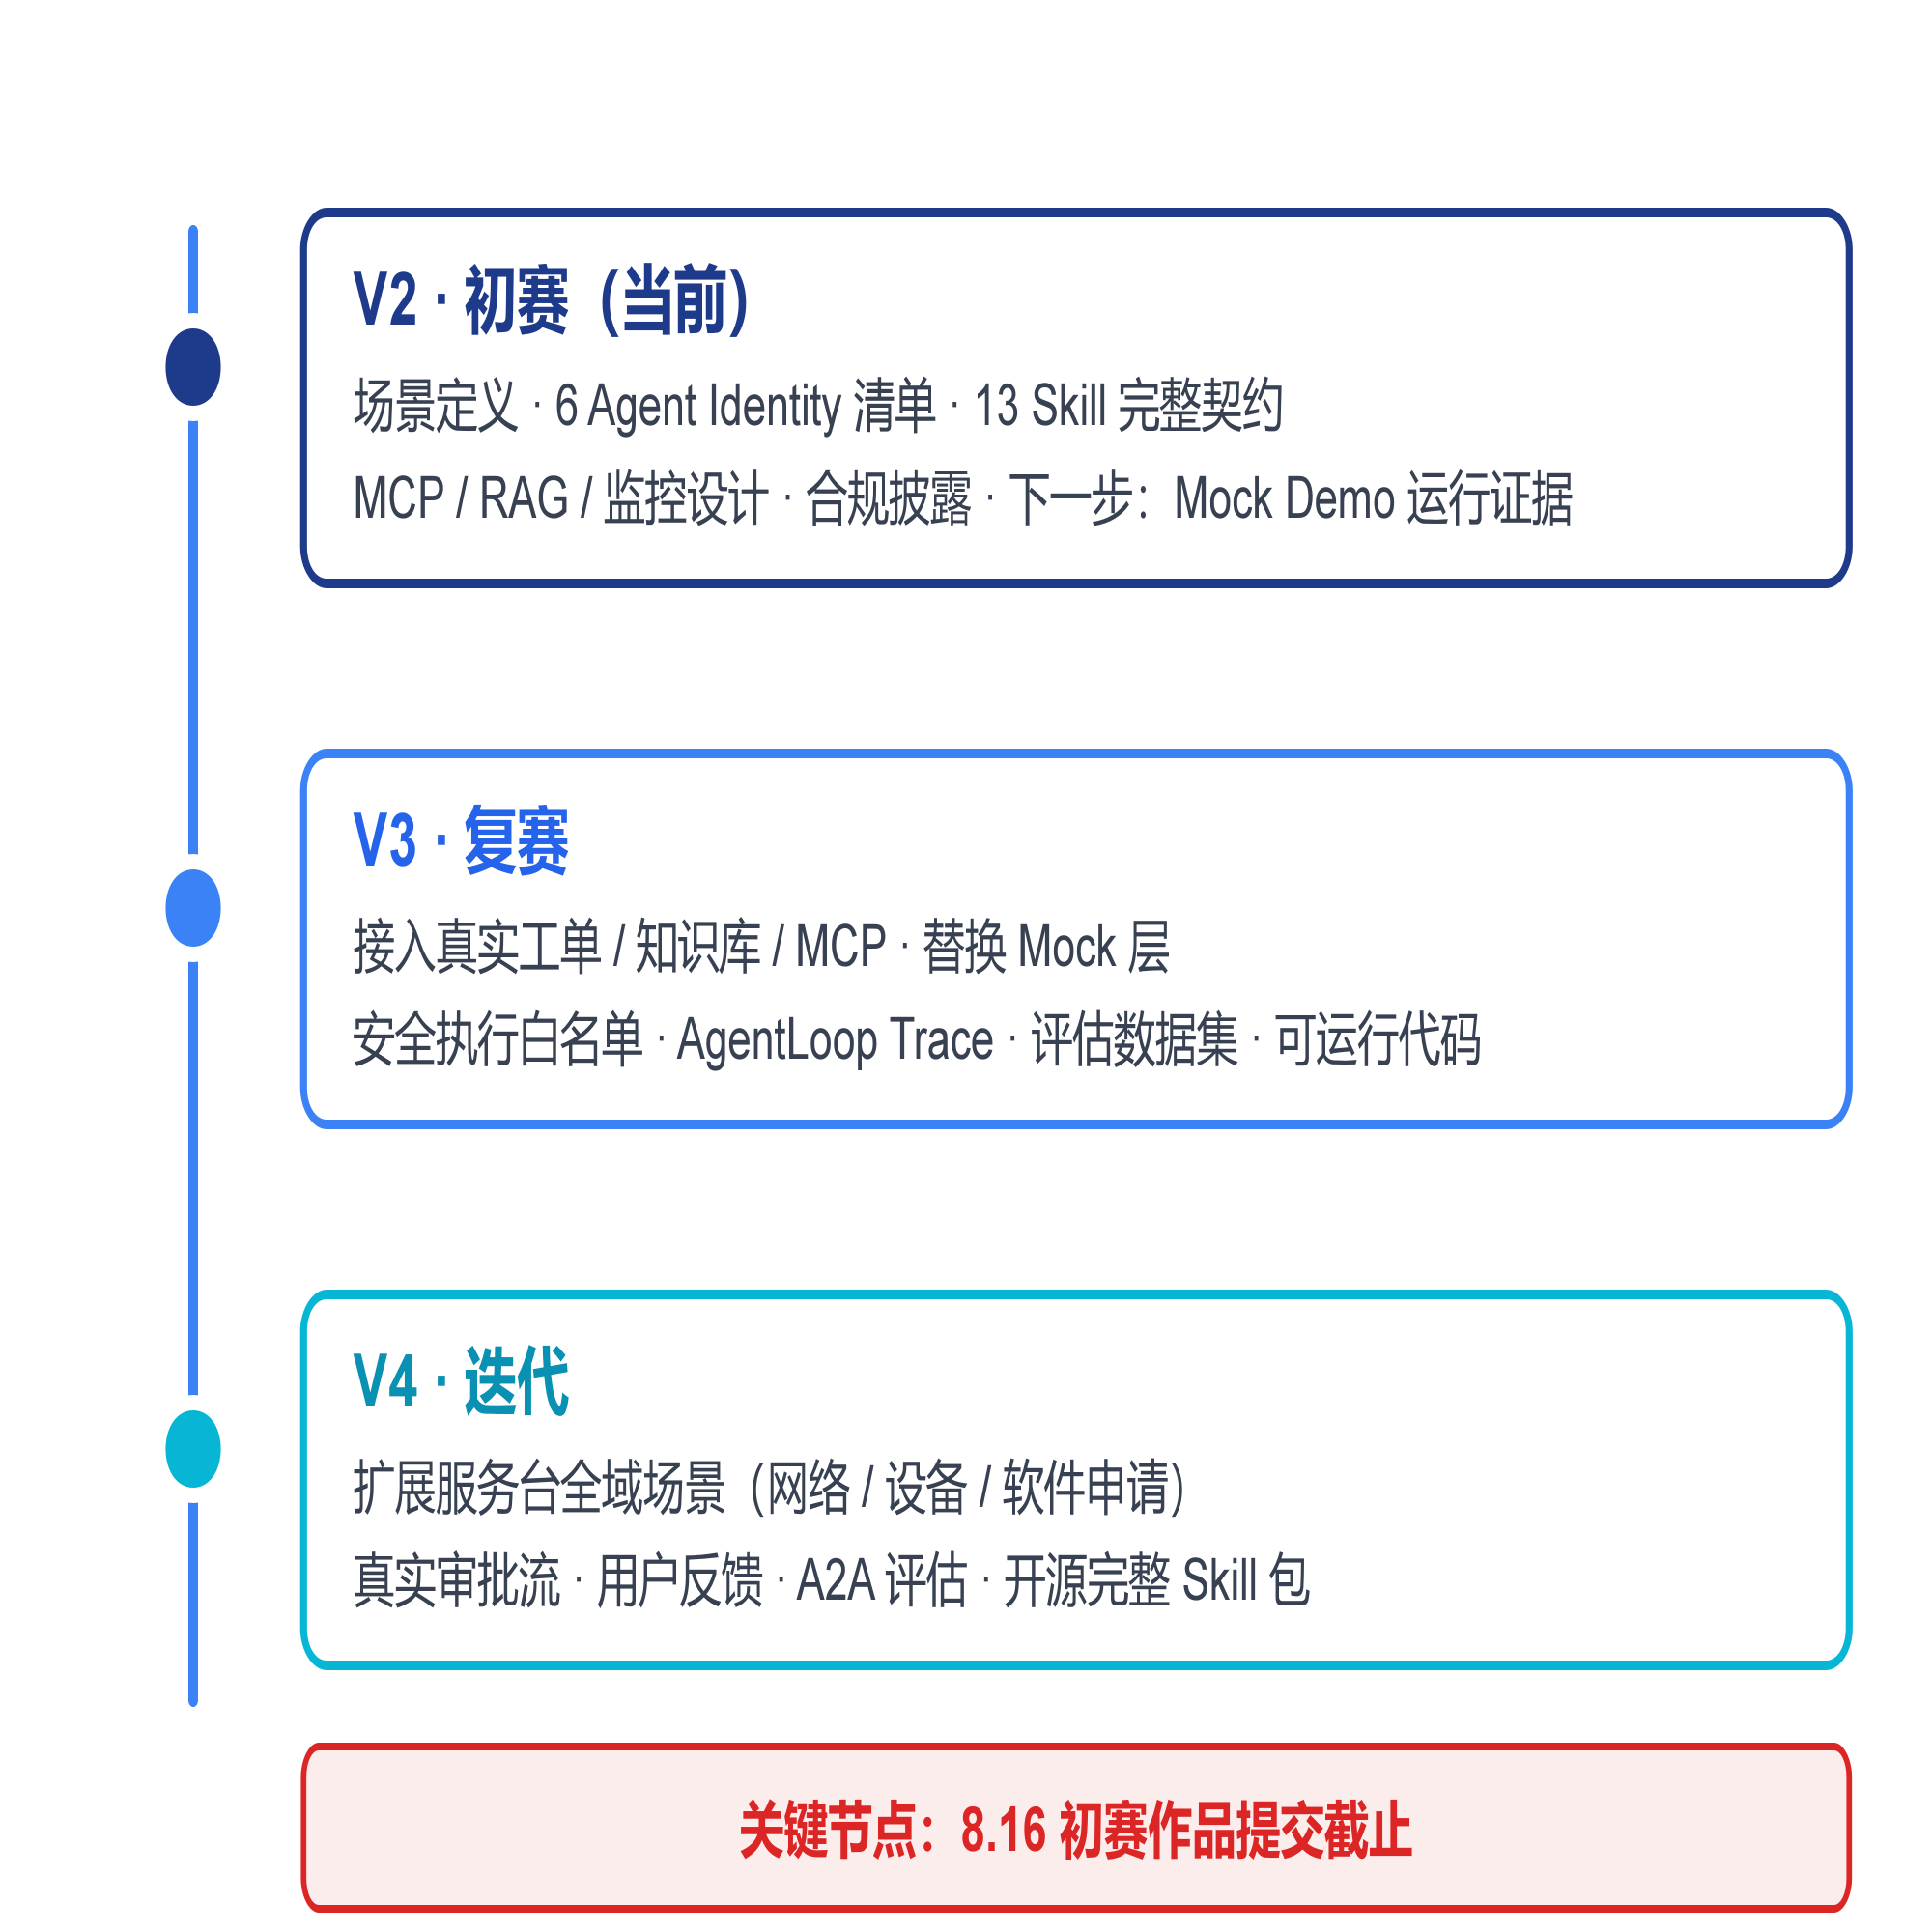 V2 · 初赛（当前）
场景定义 · 6 Agent Identity 清单 · 13 Skill 完整契约
MCP / RAG / 监控设计 · 合规披露 · 下一步：Mock Demo 运行证据
V3 · 复赛
接入真实工单 / 知识库 / MCP · 替换 Mock 层
安全执行白名单 · AgentLoop Trace · 评估数据集 · 可运行代码
V4 · 迭代
扩展服务台全域场景（网络 / 设备 / 软件申请）
真实审批流 · 用户反馈 · A2A 评估 · 开源完整 Skill 包
关键节点：8.16 初赛作品提交截止